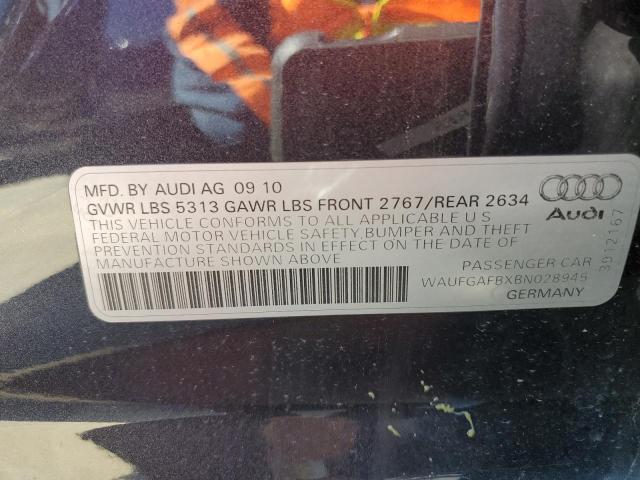 MFD. BY AUDI AG 09 10
GVWR LBS 5313 GAWR LBS FRONT 2767/REAR 2634
THIS VEHICLE CONFORMS TO ALL APPLICABLE U S
FEDERAL MOTOR VEHICLE SAFETY,BUMPER AND THEFT
PREVENTION STANDARDS IN EFFECT ON THE DATE OF
MANUFACTURE SHOWN ABOVE
PASSENGER CAR
WAUFGAFBXBN028945
GERMANY
Audi
3912167